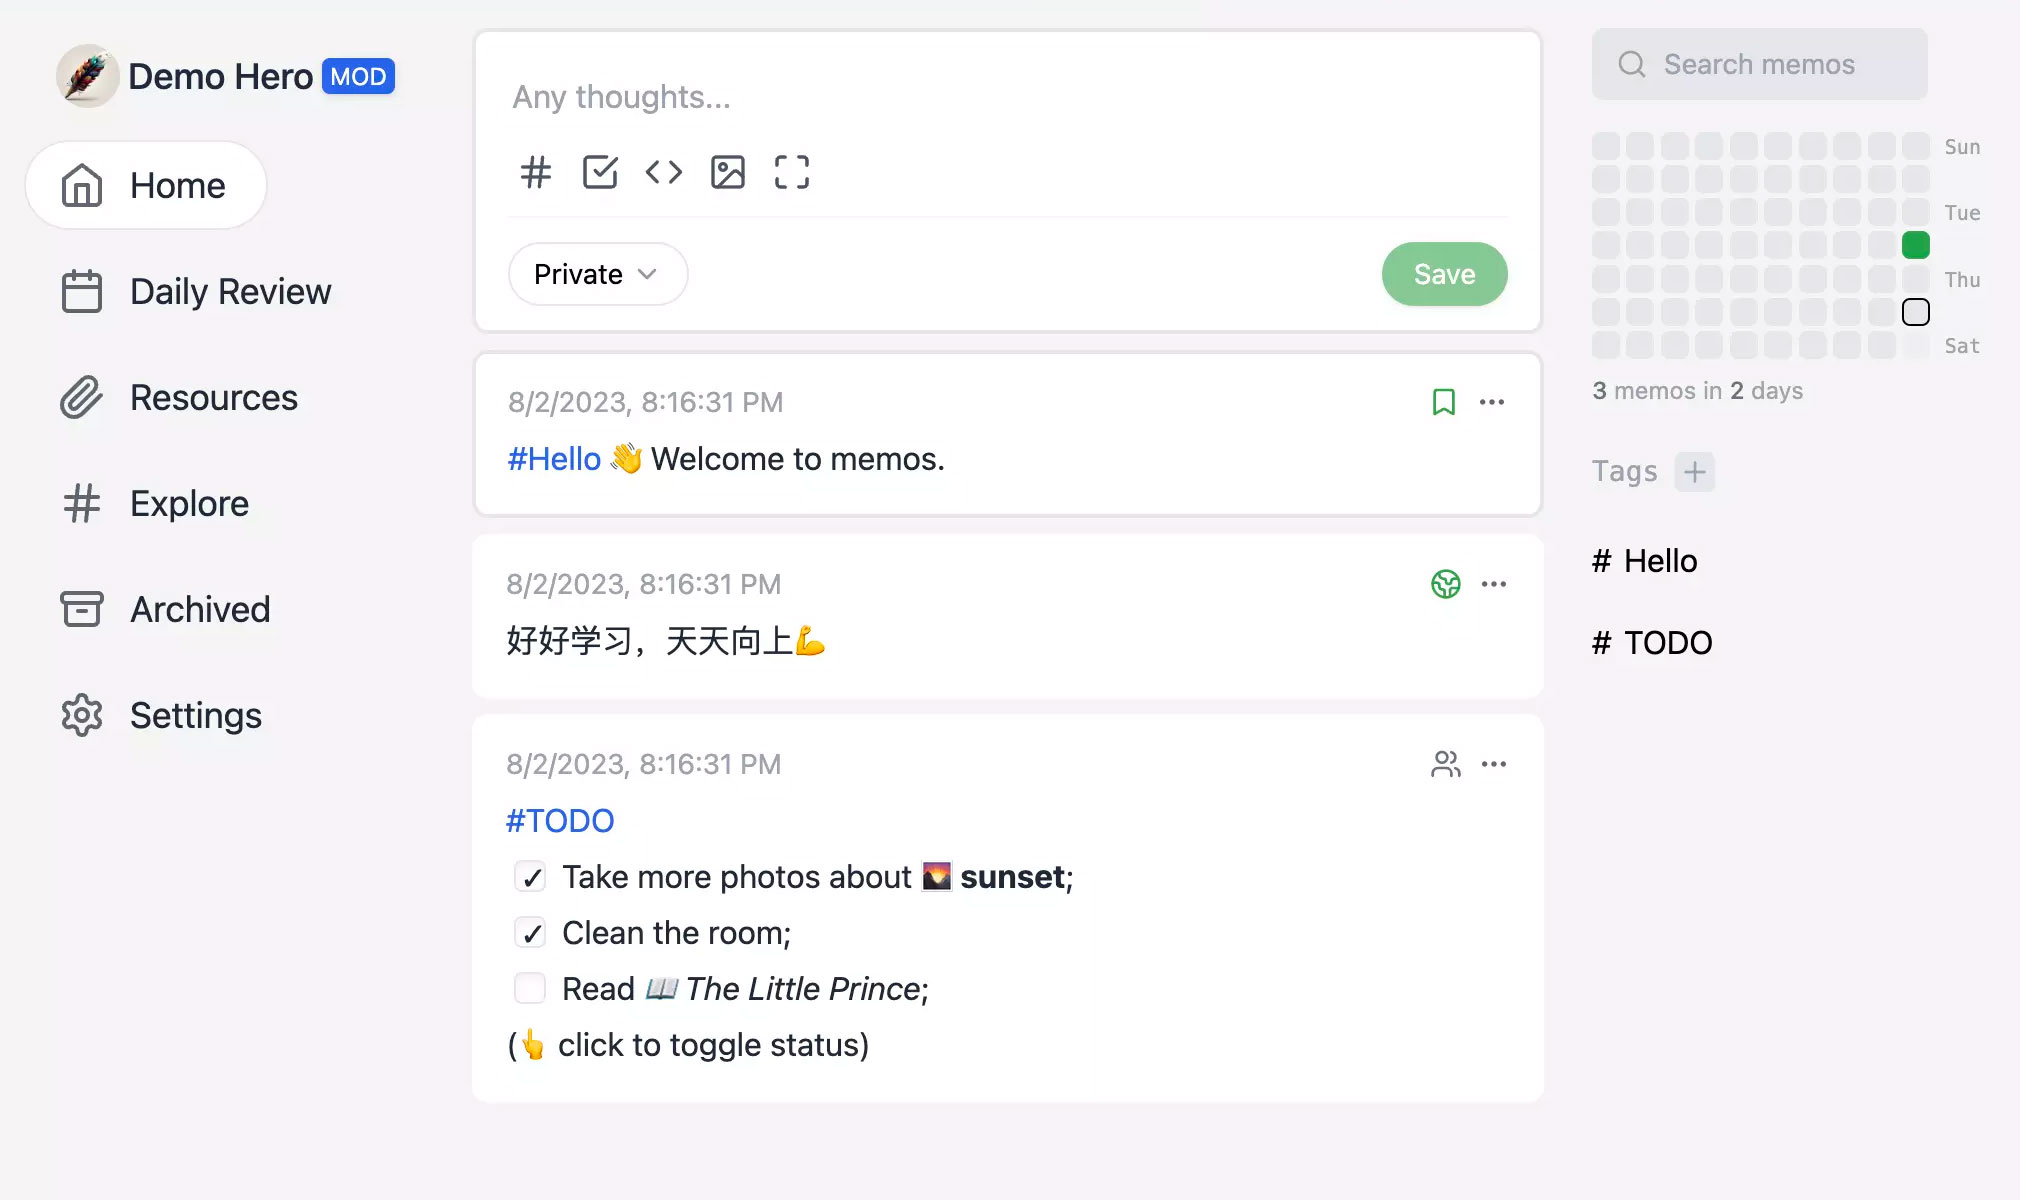 Demo Hero MOD
Home
Daily Review
Resources
Explore
Archived
Settings
Any thoughts...
Private
Save
8/2/2023, 8:16:31 PM
#Hello 👋 Welcome to memos.
8/2/2023, 8:16:31 PM
好好学习，天天向上💪
8/2/2023, 8:16:31 PM
#TODO
Take more photos about 🌄 sunset;
Clean the room;
Read 📖 The Little Prince;
(👆 click to toggle status)
Search memos
Sun
Tue
Thu
Sat
3 memos in 2 days
Tags
# Hello
# TODO